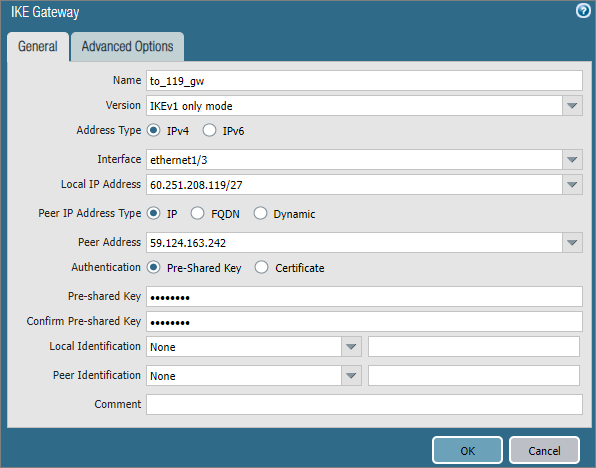 IKE Gateway
General Advanced Options
Name to_119_gw
Version IKEv1 only mode
Address Type IPv4 IPv6
Interface ethernet1/3
Local IP Address 60.251.208.119/27
Peer IP Address Type IP FQDN Dynamic
Peer Address 59.124.163.242
Authentication Pre-Shared Key Certificate
Pre-shared Key ••••••••
Confirm Pre-shared Key ••••••••
Local Identification None
Peer Identification None
Comment
OK Cancel